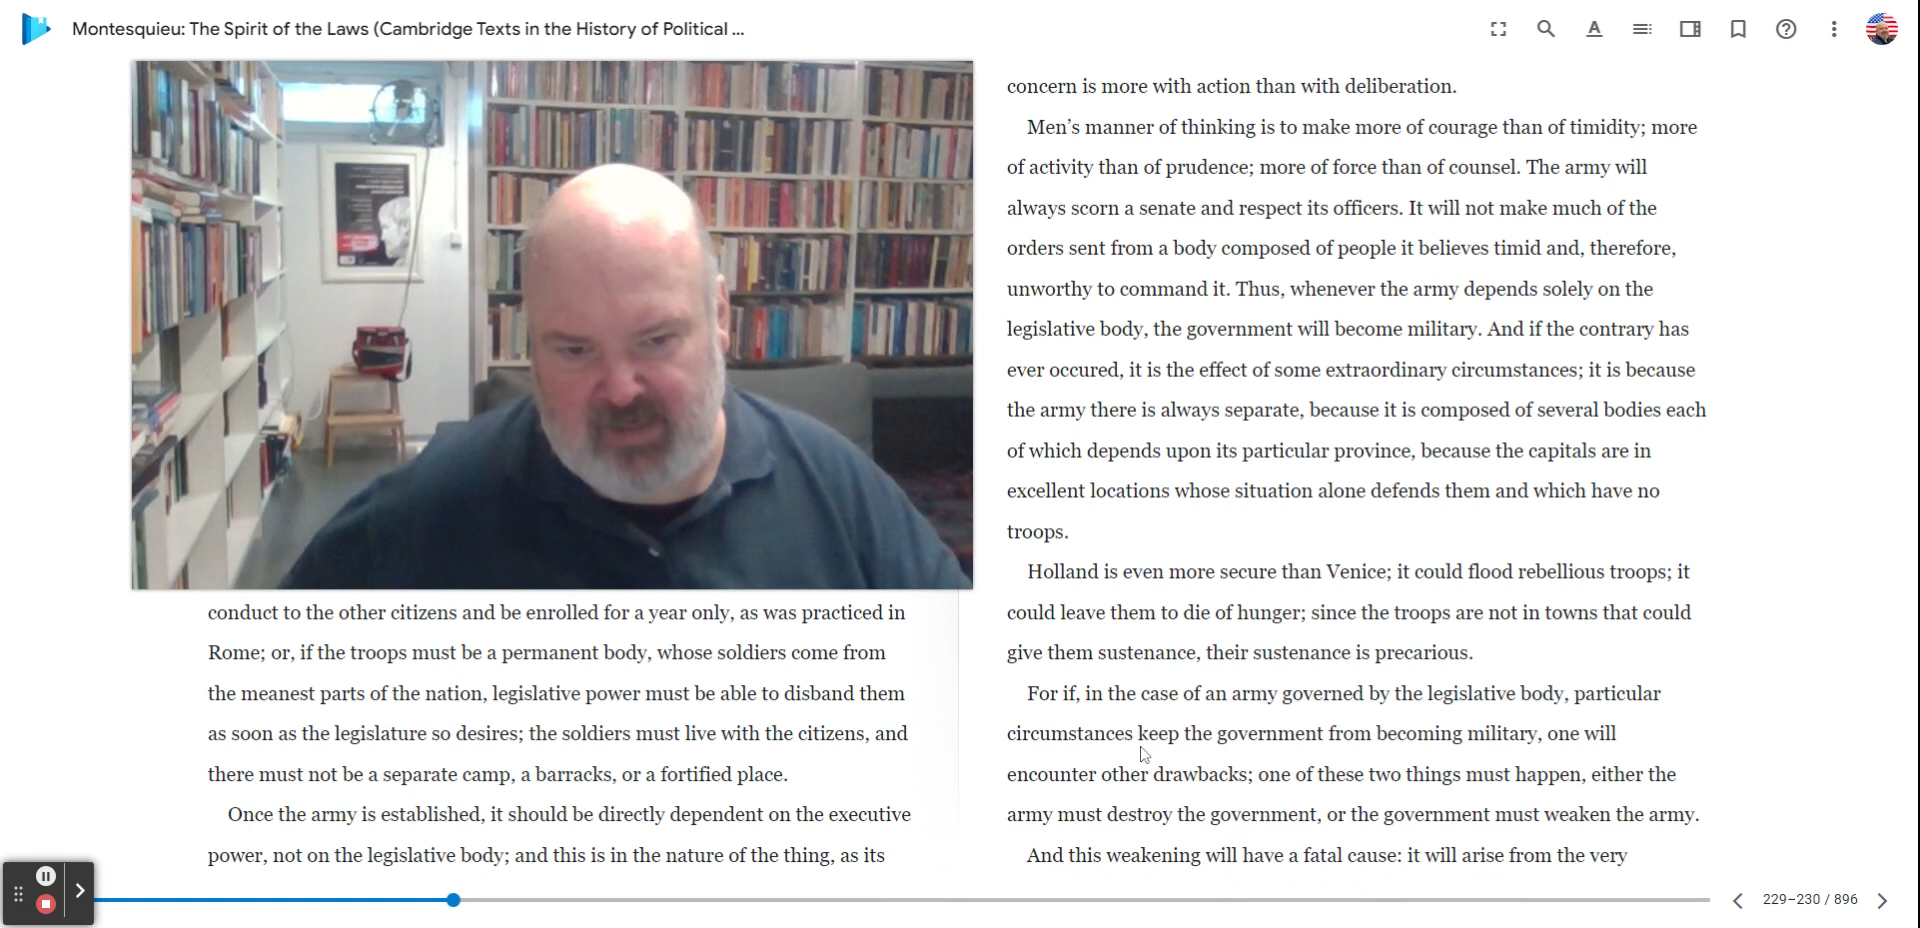 Montesquieu: The Spirit of the Laws (Cambridge Texts in the History of Political ...
conduct to the other citizens and be enrolled for a year only, as was practiced in
Rome; or, if the troops must be a permanent body, whose soldiers come from
the meanest parts of the nation, legislative power must be able to disband them
as soon as the legislature so desires; the soldiers must live with the citizens, and
there must not be a separate camp, a barracks, or a fortified place.
Once the army is established, it should be directly dependent on the executive
power, not on the legislative body; and this is in the nature of the thing, as its
concern is more with action than with deliberation.
Men’s manner of thinking is to make more of courage than of timidity; more
of activity than of prudence; more of force than of counsel. The army will
always scorn a senate and respect its officers. It will not make much of the
orders sent from a body composed of people it believes timid and, therefore,
unworthy to command it. Thus, whenever the army depends solely on the
legislative body, the government will become military. And if the contrary has
ever occured, it is the effect of some extraordinary circumstances; it is because
the army there is always separate, because it is composed of several bodies each
of which depends upon its particular province, because the capitals are in
excellent locations whose situation alone defends them and which have no
troops.
Holland is even more secure than Venice; it could flood rebellious troops; it
could leave them to die of hunger; since the troops are not in towns that could
give them sustenance, their sustenance is precarious.
For if, in the case of an army governed by the legislative body, particular
circumstances keep the government from becoming military, one will
encounter other drawbacks; one of these two things must happen, either the
army must destroy the government, or the government must weaken the army.
And this weakening will have a fatal cause: it will arise from the very
229–230 / 896